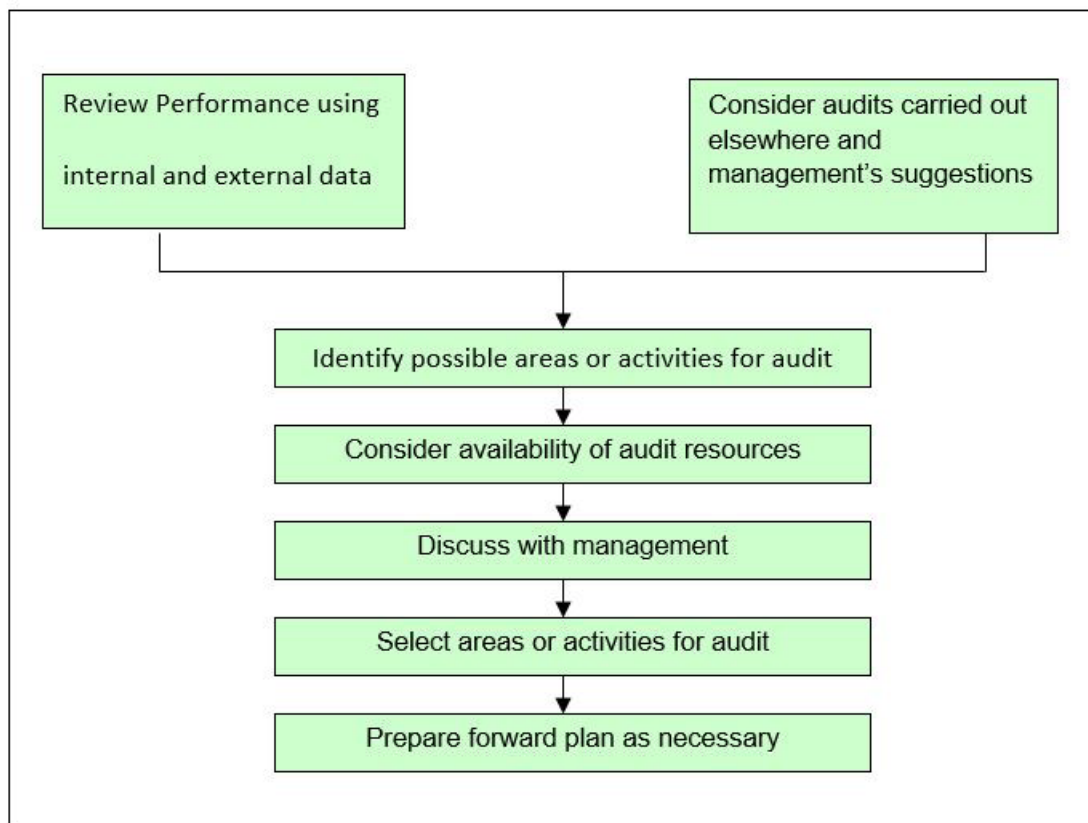 Review Performance using
internal and external data
Consider audits carried out
elsewhere and
management's suggestions
Identify possible areas or activities for audit
Consider availability of audit resources
Discuss with management
Select areas or activities for audit
Prepare forward plan as necessary